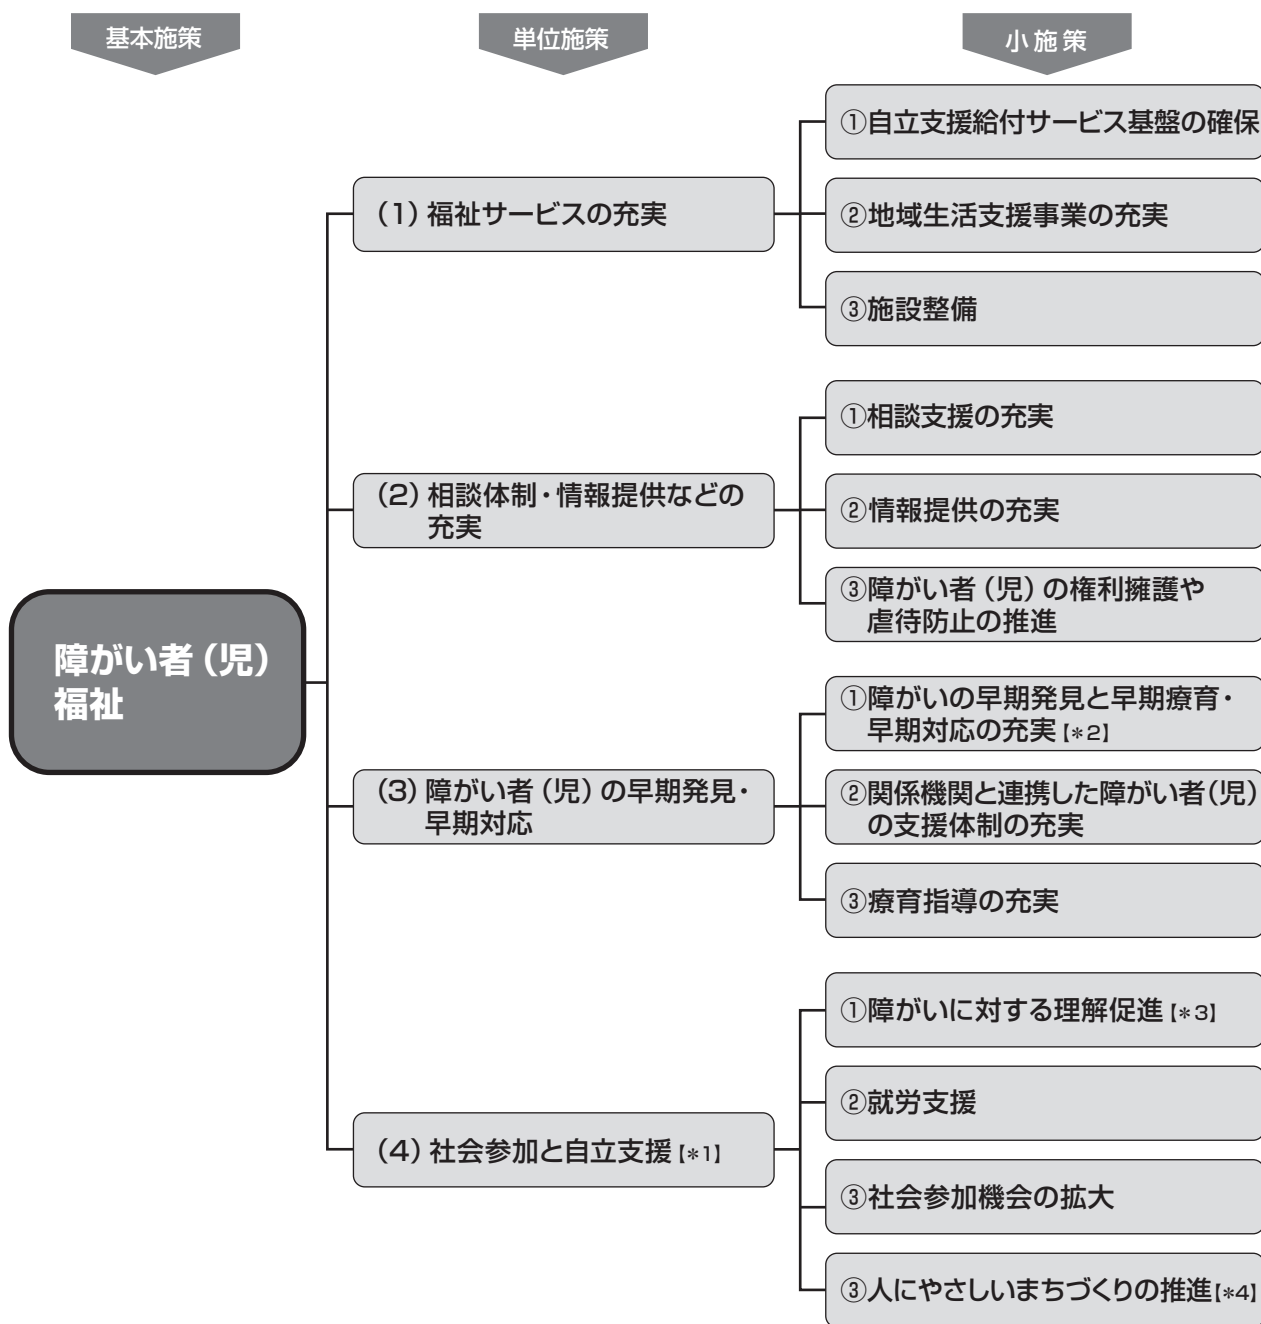 基本施策
単位施策
小施策
障がい者（児）
福祉
（1）福祉サービスの充実
①自立支援給付サービス基盤の確保
②地域生活支援事業の充実
③施設整備
（2）相談体制・情報提供などの
充実
①相談支援の充実
②情報提供の充実
③障がい者（児）の権利擁護や
虐待防止の推進
（3）障がい者（児）の早期発見・
早期対応
①障がいの早期発見と早期療育・
早期対応の充実【*2】
②関係機関と連携した障がい者（児）
の支援体制の充実
③療育指導の充実
（4）社会参加と自立支援【*1】
①障がいに対する理解促進【*3】
②就労支援
③社会参加機会の拡大
③人にやさしいまちづくりの推進【*4】